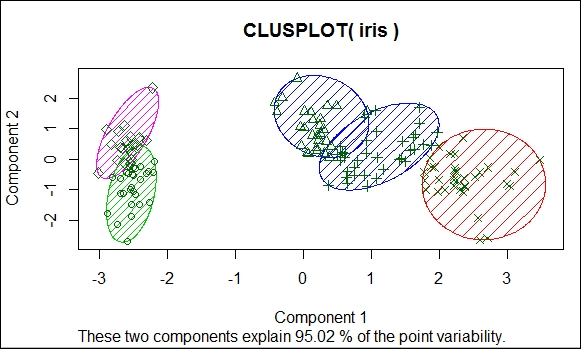 CLUSPLOT( iris )
Component 2
2
1
0
-1
-2
-3 -2 -1 0 1 2 3
Component 1
These two components explain 95.02 % of the point variability.